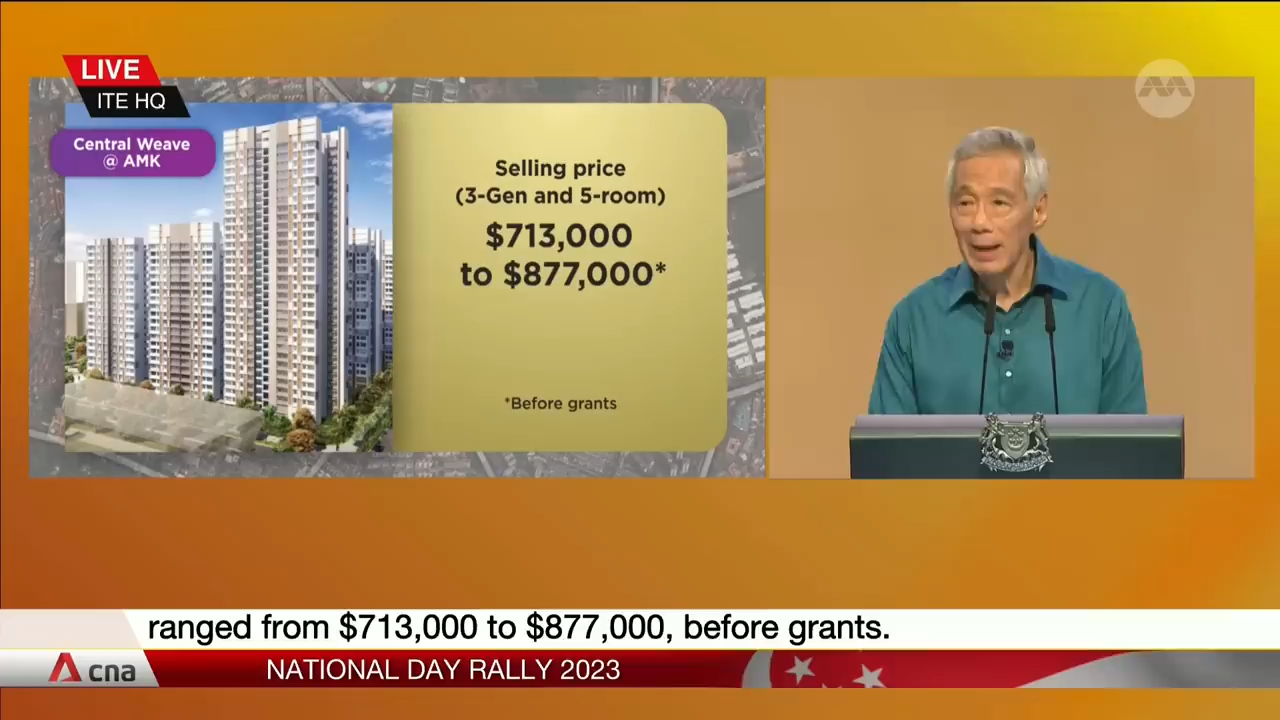 LIVE
ITE HQ
Central Weave
@ AMK
Selling price
(3-Gen and 5-room)
$713,000
to $877,000*
*Before grants
ranged from $713,000 to $877,000, before grants.
cna
NATIONAL DAY RALLY 2023